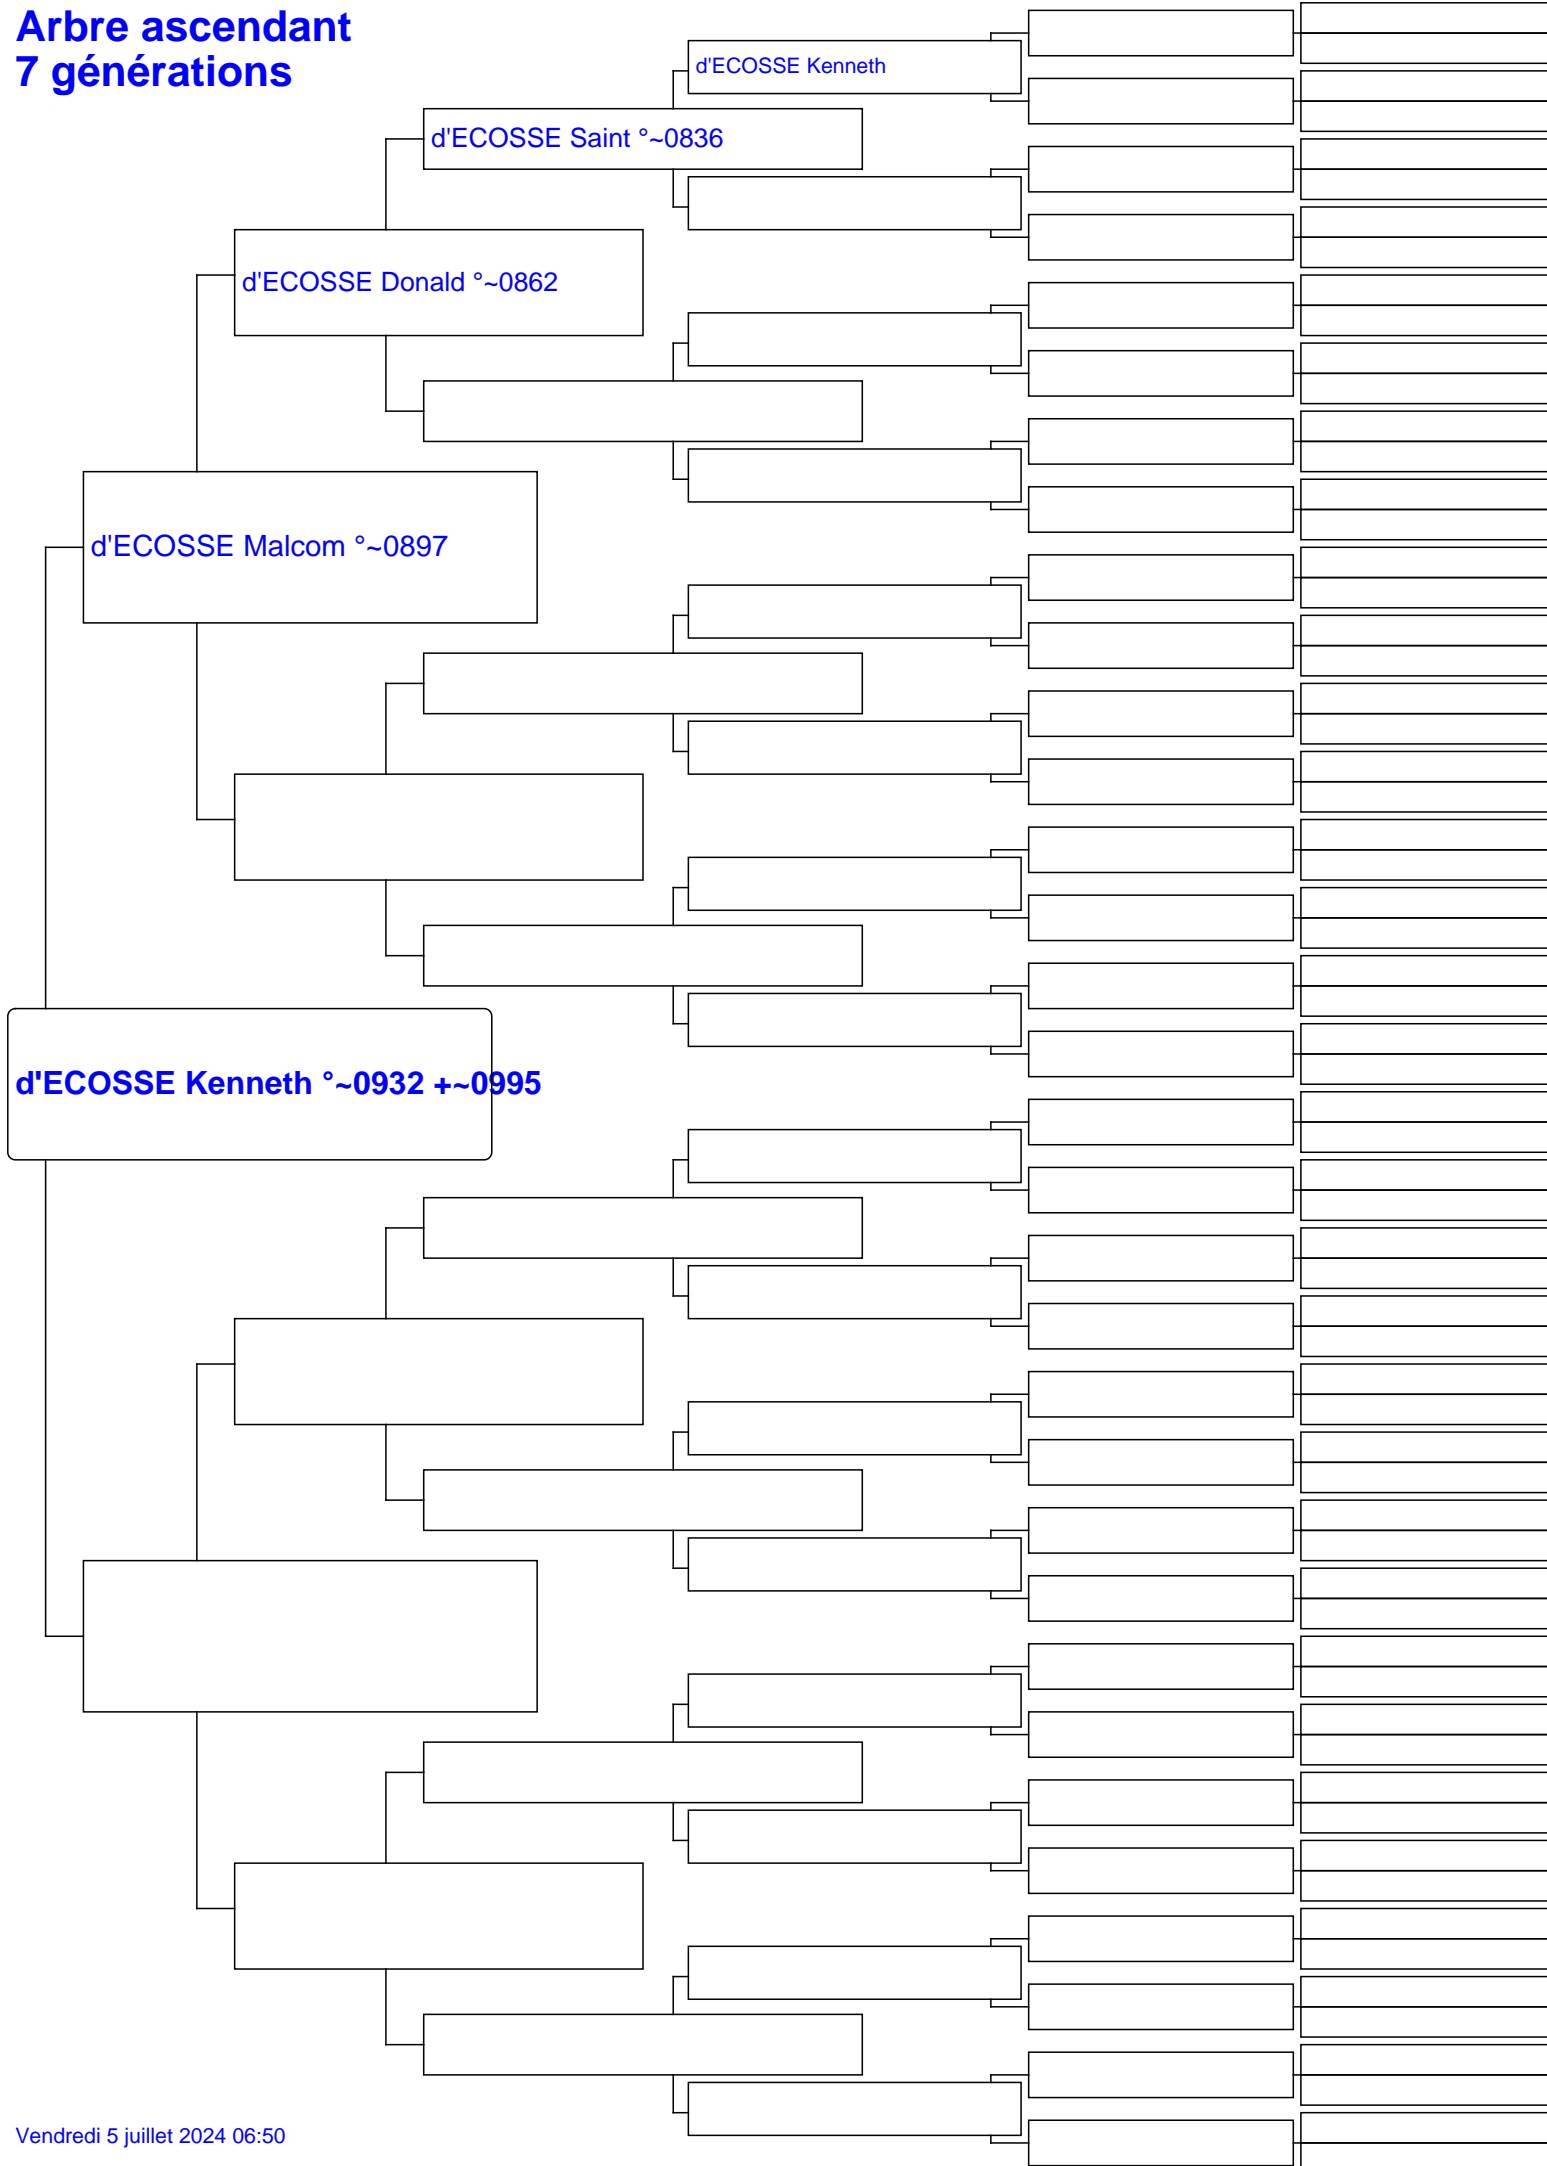 Arbre ascendant
7 générations
d'ECOSSE Kenneth
d'ECOSSE Saint °~0836
d'ECOSSE Donald °~0862
d'ECOSSE Malcom °~0897
d'ECOSSE Kenneth °~0932 +~0995
Vendredi 5 juillet 2024 06:50